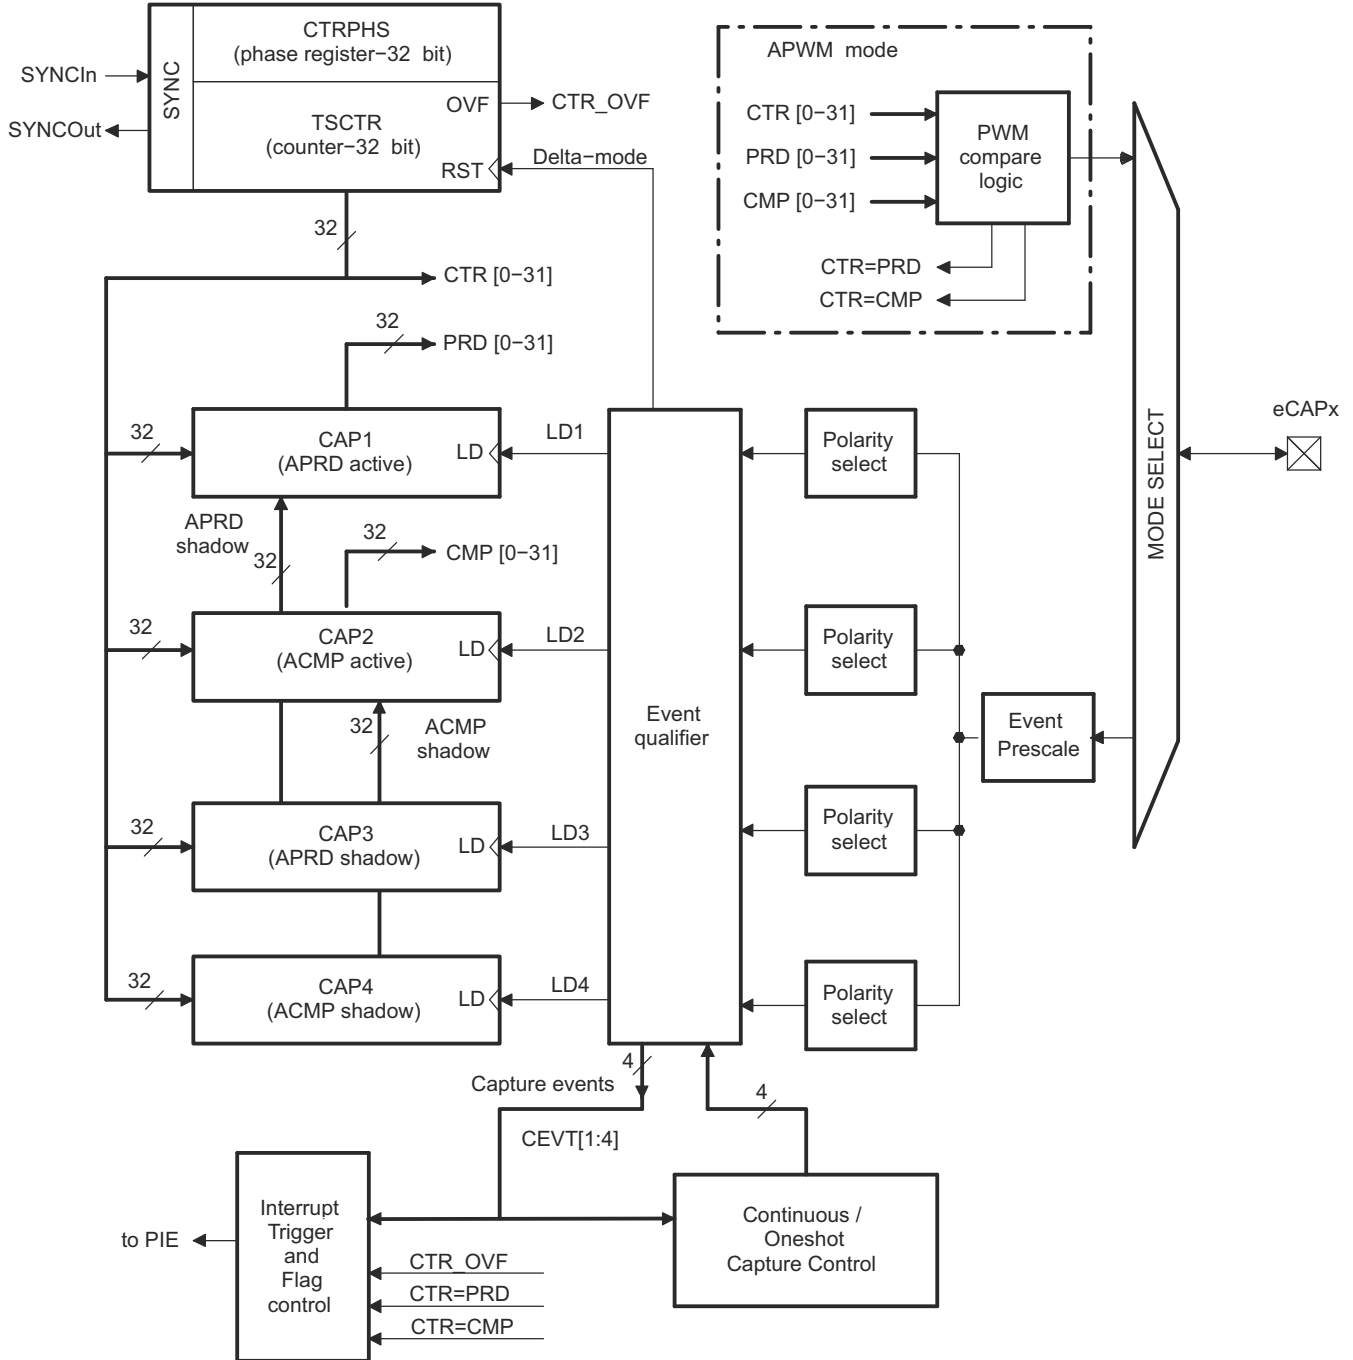 CTRPHS
(phase register−32 bit)
SYNC
SYNCIn
SYNCOut
OVF
CTR_OVF
TSCTR
(counter−32 bit)
RST
Delta−mode
32
CTR [0−31]
32
PRD [0−31]
APWM mode
CTR [0−31]
PRD [0−31]
CMP [0−31]
PWM
compare
logic
CTR=PRD
CTR=CMP
MODE SELECT
eCAPx
32
CAP1
(APRD active)
LD
LD1
Polarity
select
APRD
shadow
32
32
CMP [0−31]
32
CAP2
(ACMP active)
LD
LD2
Polarity
select
32
ACMP
shadow
Event
qualifier
Event
Prescale
32
CAP3
(APRD shadow)
LD
LD3
Polarity
select
32
CAP4
(ACMP shadow)
LD
LD4
Polarity
select
4
Capture events
4
CEVT[1:4]
Interrupt
Trigger
and
Flag
control
to PIE
Continuous /
Oneshot
Capture Control
CTR_OVF
CTR=PRD
CTR=CMP